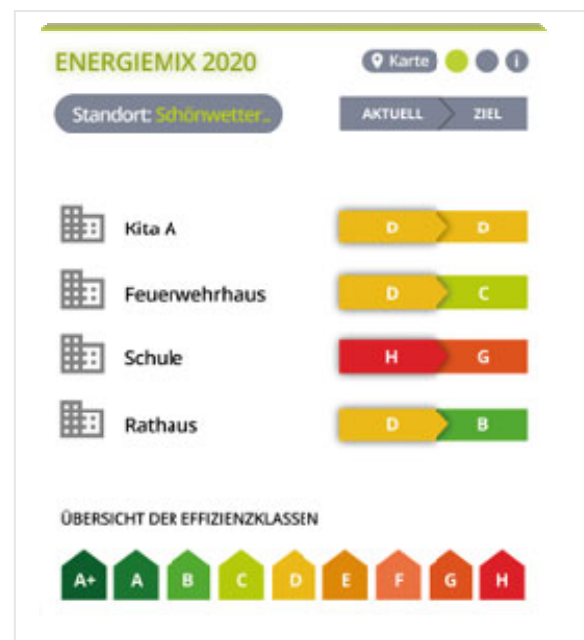 ENERGIEMIX 2020
Karte i
Standort: Schönwetter..
AKTUELL ZIEL
Kita A D D
Feuerwehrhaus D C
Schule H G
Rathaus D B
ÜBERSICHT DER EFFIZIENZKLASSEN
A+ A B C D E F G H